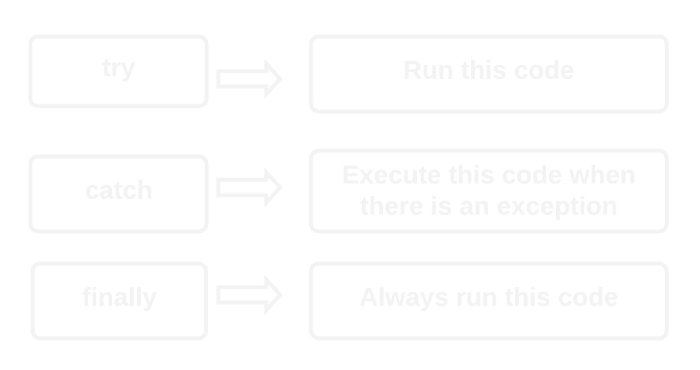 try
Run this code
catch
Execute this code when
there is an exception
finally
Always run this code